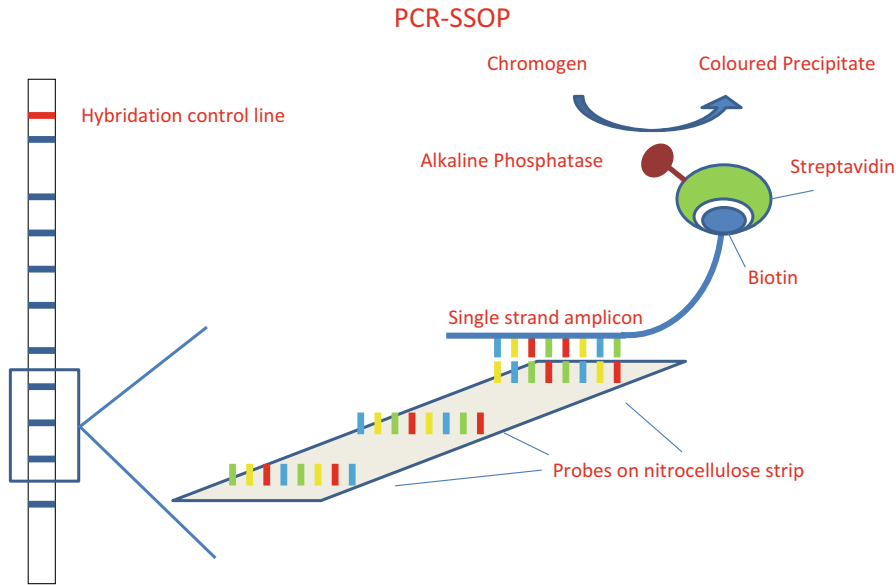 PCR-SSOP
Chromogen
Coloured Precipitate
Hybridation control line
Alkaline Phosphatase
Streptavidin
Biotin
Single strand amplicon
Probes on nitrocellulose strip